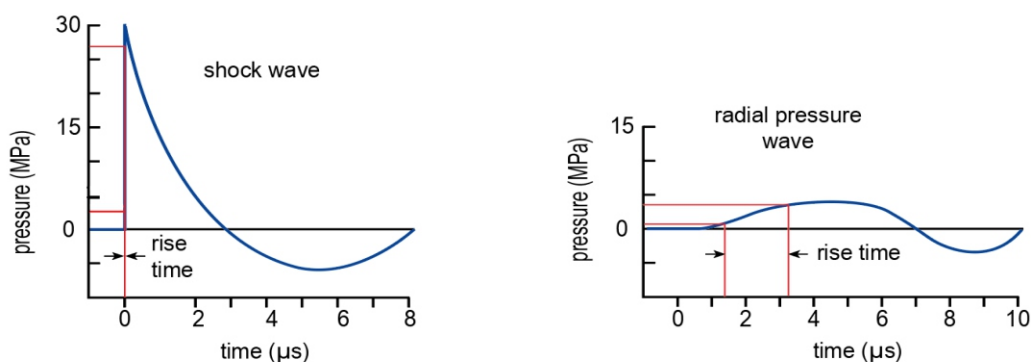 30
15
0
pressure (MPa)
shock wave
rise
time
0 2 4 6 8
time (µs)
radial pressure
wave
15
0
pressure (MPa)
rise time
0 2 4 6 8 10
time (µs)